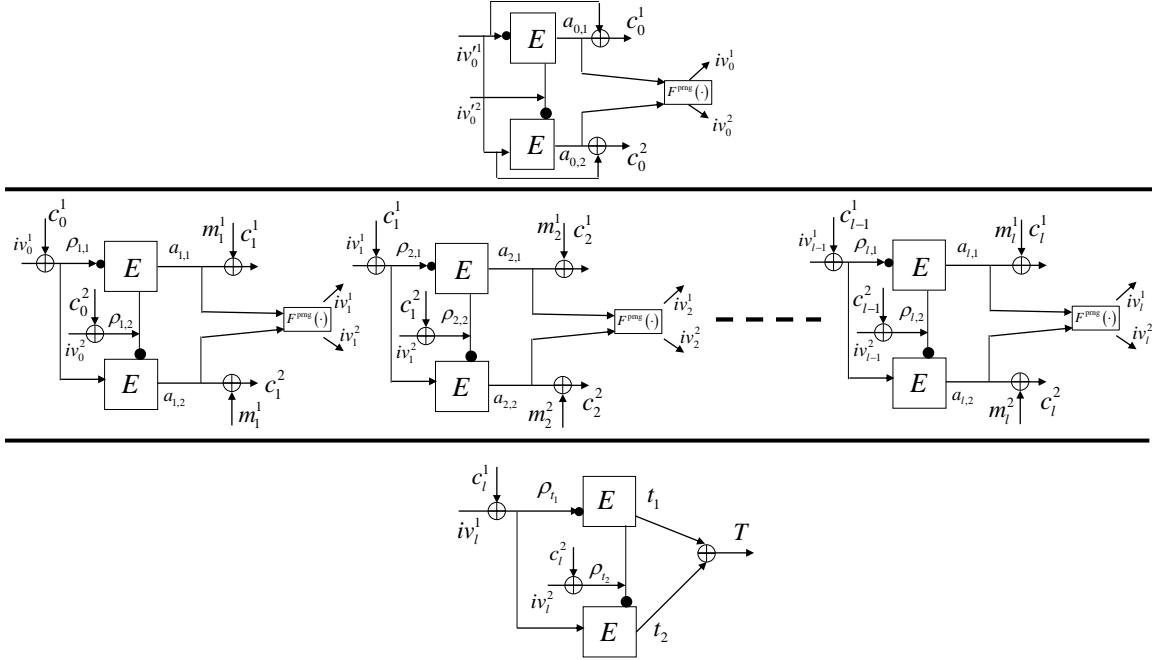 E a_{0,1} c_0^1
iv'_0^1 iv_0^1
F^{prng}(·)
iv'_0^2 iv_0^2
E a_{0,2} c_0^2
c_0^1 m_1^1 c_1^1
iv_0^1 ρ_{1,1} E a_{1,1}
c_0^2 ρ_{1,2} F^{prng}(·) iv_1^1
iv_0^2 iv_1^2
E a_{1,2} c_1^2
m_1^1
c_1^1 m_2^1 c_2^1
iv_1^1 ρ_{2,1} E a_{2,1}
c_1^2 ρ_{2,2} F^{prng}(·) iv_2^1
iv_1^2 iv_2^2
E a_{2,2} c_2^2
m_2^2
c_{l-1}^1 m_l^1 c_l^1
iv_{l-1}^1 ρ_{l,1} E a_{l,1}
c_{l-1}^2 ρ_{l,2} F^{prng}(·) iv_l^1
iv_{l-1}^2 iv_l^2
E a_{l,2} c_l^2
m_l^2
c_l^1 ρ_{t_1} E t_1
iv_l^1 T
c_l^2 ρ_{t_2}
iv_l^2 E t_2